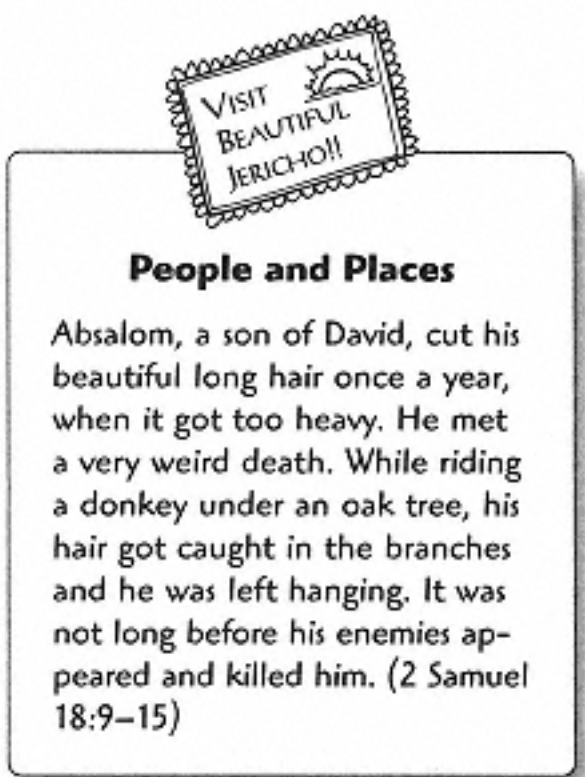 VISIT
BEAUTIFUL
JERICHO!!
People and Places
Absalom, a son of David, cut his
beautiful long hair once a year,
when it got too heavy. He met
a very weird death. While riding
a donkey under an oak tree, his
hair got caught in the branches
and he was left hanging. It was
not long before his enemies ap-
peared and killed him. (2 Samuel
18:9–15)